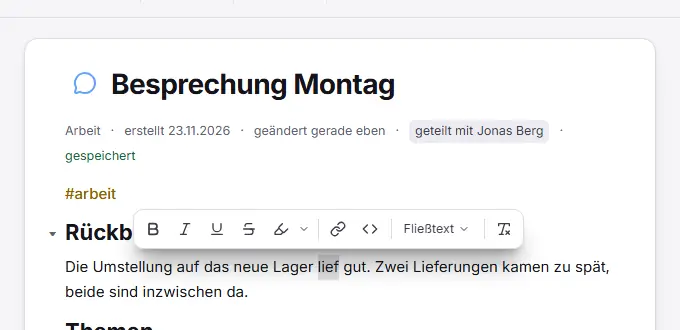 Besprechung Montag
Arbeit · erstellt 23.11.2026 · geändert gerade eben · geteilt mit Jonas Berg ·
gespeichert
#arbeit
B I U S Fließtext
Die Umstellung auf das neue Lager lief gut. Zwei Lieferungen kamen zu spät,
beide sind inzwischen da.